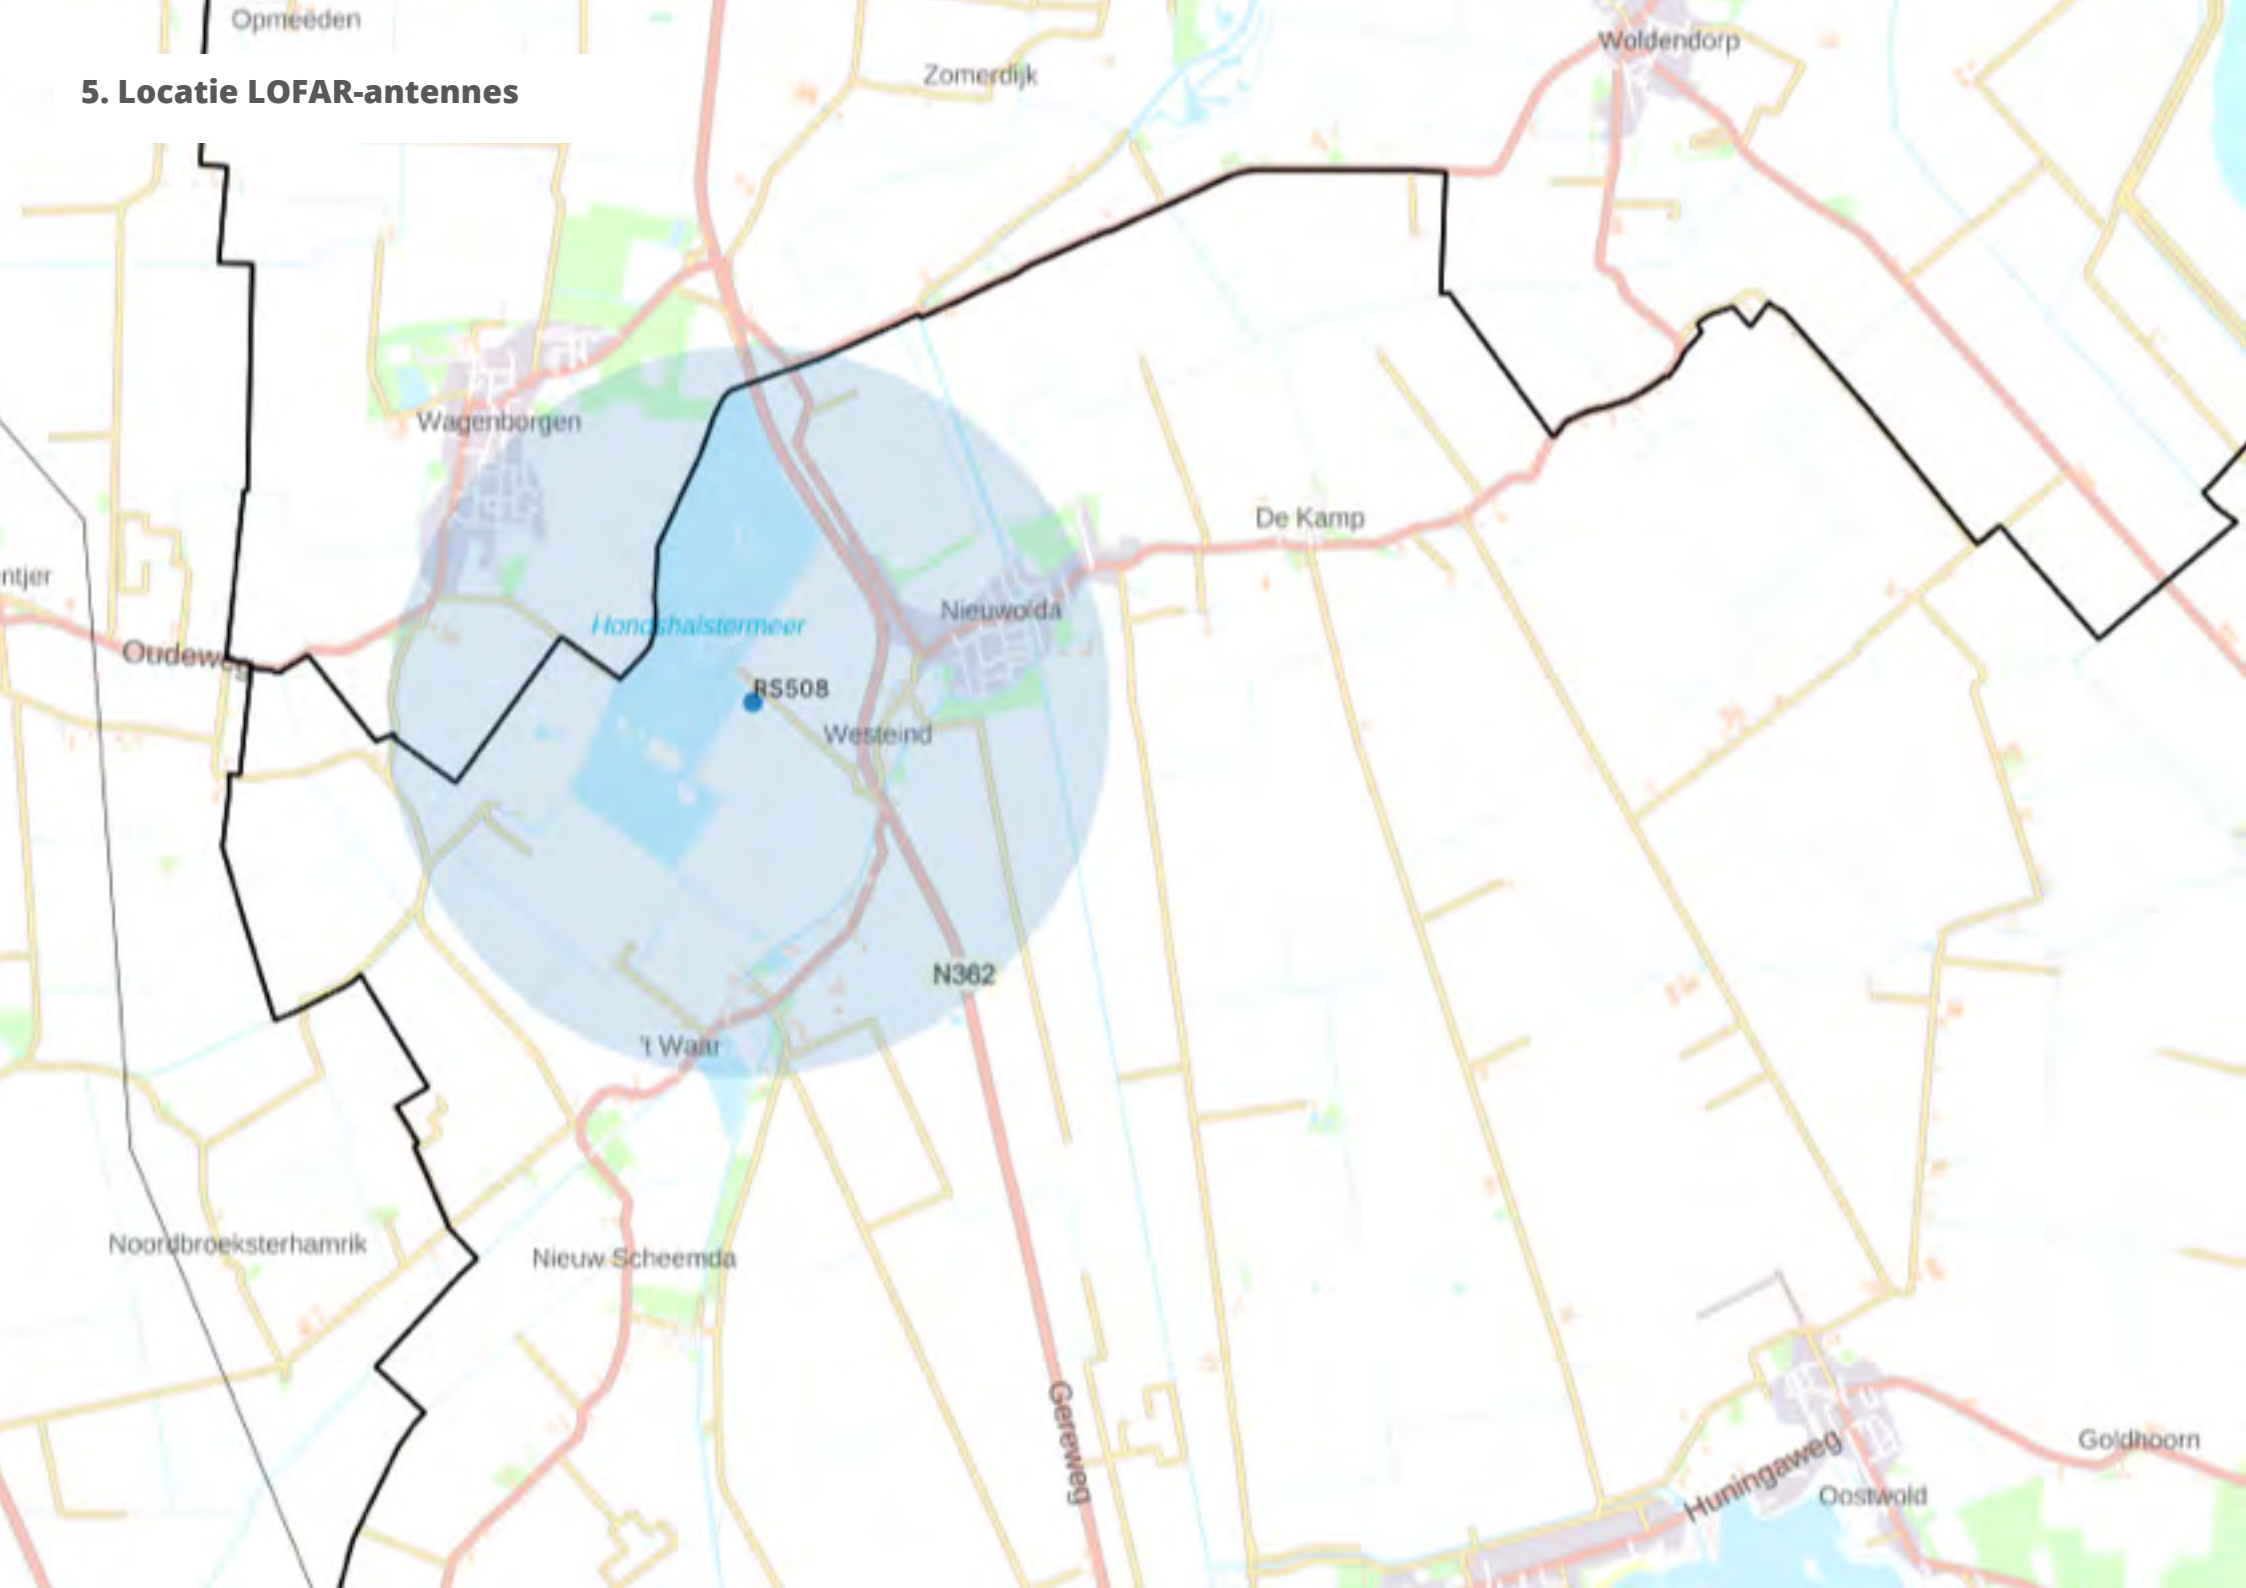 Opmeeden
5. Locatie LOFAR-antennes
Zomerdijk
Woldendorp
Wagenborgen
De Kamp
ntjer
Nieuwolda
Hondshalstermeer
Oudeweg
RS508
Westeind
N362
't Waar
Noordbroeksterhamrik
Nieuw Scheemda
Gereweg
Huningaweg
Goldhoorn
Oostwold